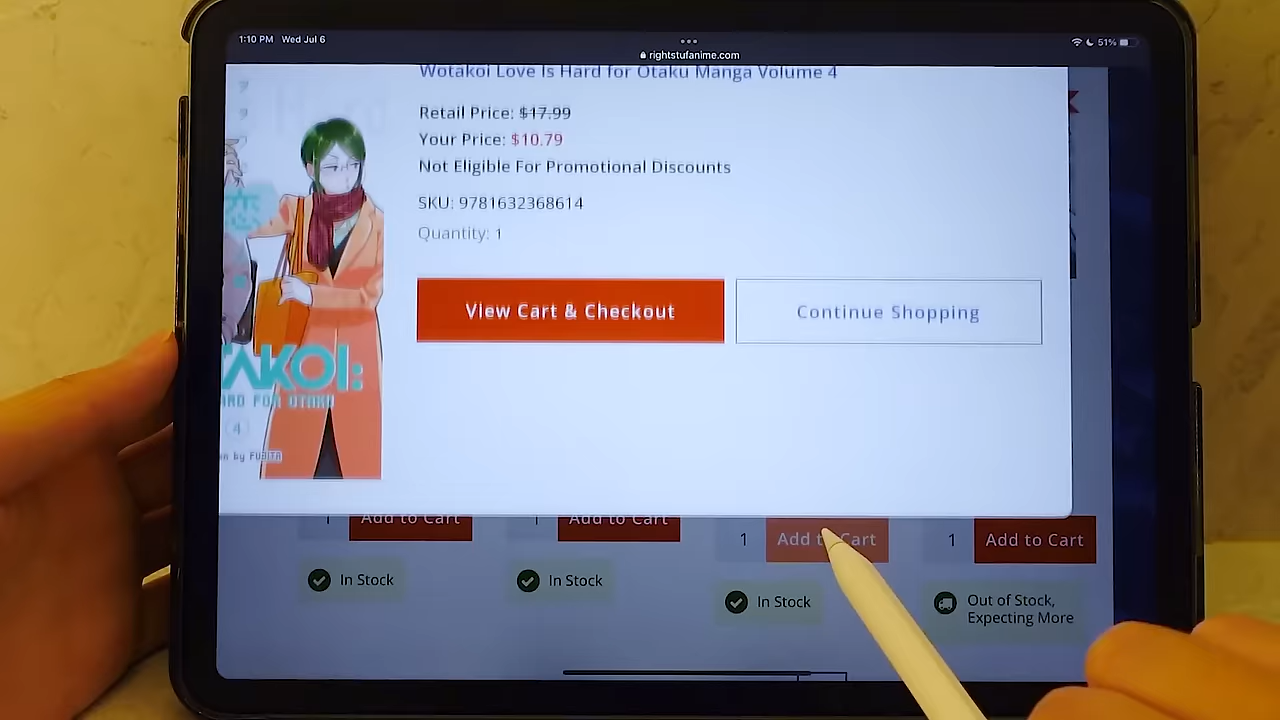 1:10 PM Wed Jul 6
51%
rightstufanime.com
Wotakoi Love Is Hard for Otaku Manga Volume 4
Retail Price: $17.99
Your Price: $10.79
Not Eligible For Promotional Discounts
SKU: 9781632368614
Quantity: 1
View Cart & Checkout
Continue Shopping
TAKOI:
ARD FOR OTAKU
4
by FUJITA
1 Add to Cart
1 Add to Cart
1 Add to Cart
1 Add to Cart
In Stock
In Stock
In Stock
Out of Stock,
Expecting More